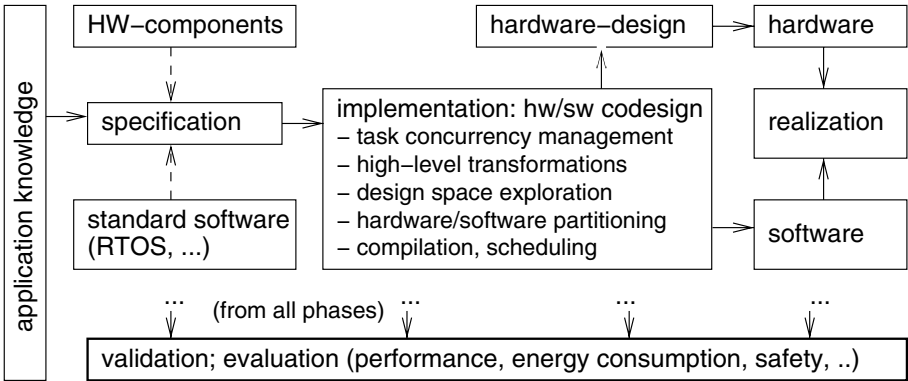 application knowledge
HW−components
hardware−design
hardware
specification
implementation: hw/sw codesign
− task concurrency management
− high−level transformations
− design space exploration
− hardware/software partitioning
− compilation, scheduling
realization
standard software
(RTOS, ...)
software
... (from all phases) ... ... ...
validation; evaluation (performance, energy consumption, safety, ..)